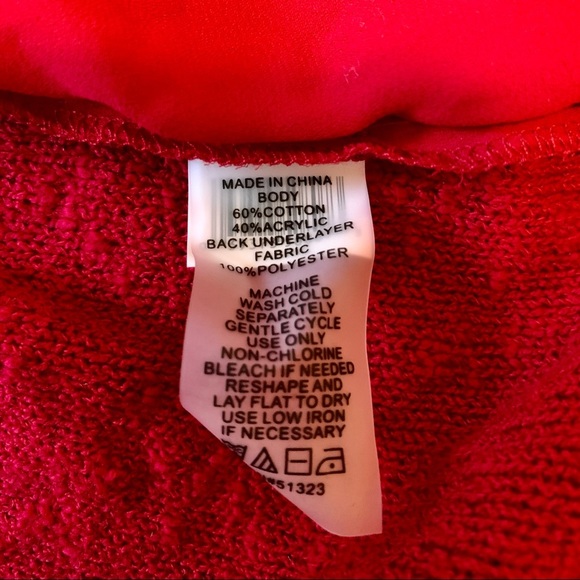 MADE IN CHINA
BODY
60%COTTON
40%ACRYLIC
BACK UNDERLAYER
FABRIC
100%POLYESTER
MACHINE
WASH COLD
SEPARATELY
GENTLE CYCLE
USE ONLY
NON-CHLORINE
BLEACH IF NEEDED
RESHAPE AND
LAY FLAT TO DRY
USE LOW IRON
IF NECESSARY
51323